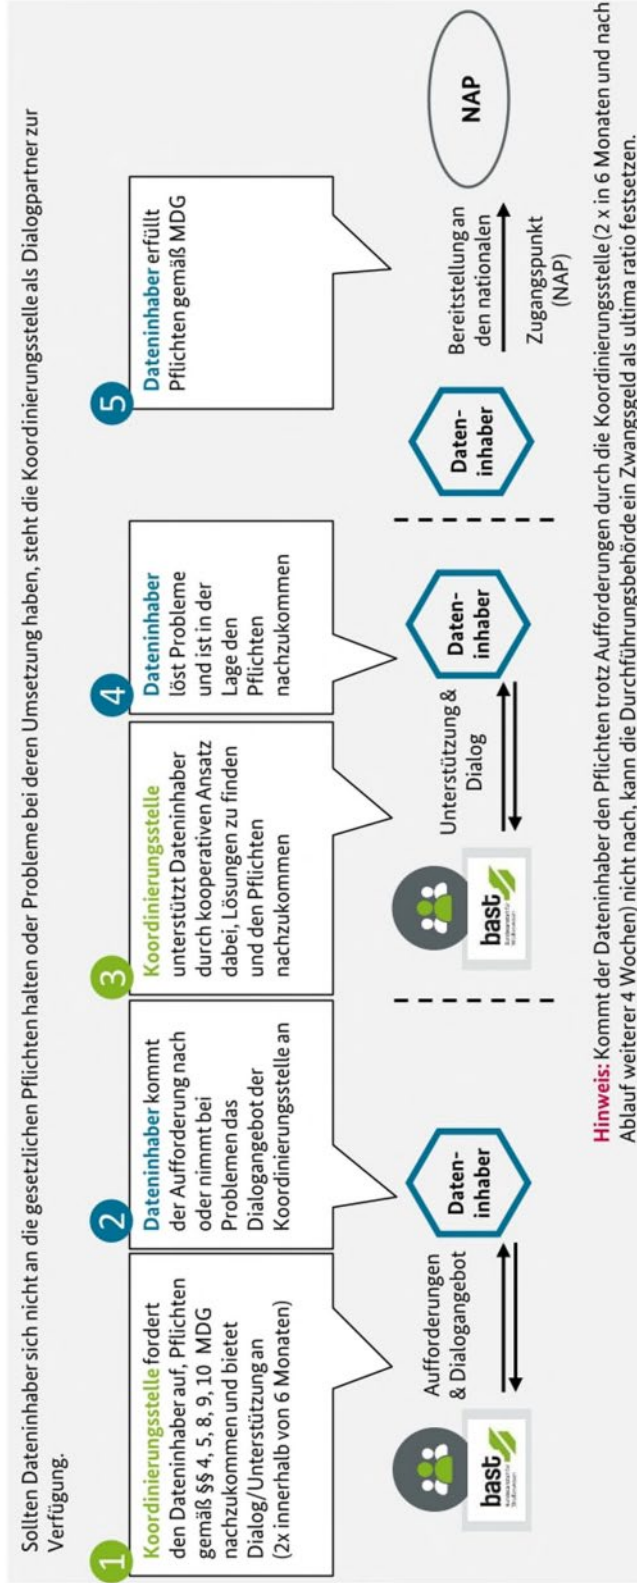 Sollten Dateninhaber sich nicht an die gesetzlichen Pflichten halten oder Probleme bei deren Umsetzung haben, steht die Koordinierungsstelle als Dialogpartner zur
Verfügung.
1
Koordinierungsstelle fordert
den Dateninhaber auf, Pflichten
gemäß §§ 4, 5, 8, 9, 10 MDG
nachzukommen und bietet
Dialog/Unterstützung an
(2x innerhalb von 6 Monaten)
2
Dateninhaber kommt
der Aufforderung nach
oder nimmt bei
Problemen das
Dialogangebot der
Koordinierungsstelle an
3
Koordinierungsstelle
unterstützt Dateninhaber
durch kooperativen Ansatz
dabei, Lösungen zu finden
und den Pflichten
nachzukommen
4
Dateninhaber
löst Probleme
und ist in der
Lage den
Pflichten
nachzukommen
5
Dateninhaber erfüllt
Pflichten gemäß MDG
bast
Bundesanstalt für
Straßenwesen
Aufforderungen
& Dialogangebot
Daten-
inhaber
bast
Bundesanstalt für
Straßenwesen
Unterstützung &
Dialog
Daten-
inhaber
Daten-
inhaber
Bereitstellung an
den nationalen
Zugangspunkt
(NAP)
NAP
Hinweis: Kommt der Dateninhaber den Pflichten trotz Aufforderungen durch die Koordinierungsstelle (2 x in 6 Monaten und nach
Ablauf weiterer 4 Wochen) nicht nach, kann die Durchführungsbehörde ein Zwangsgeld als ultima ratio festsetzen.